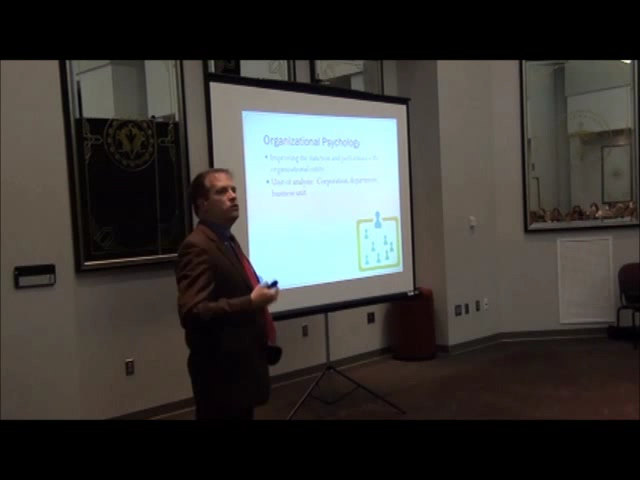 Organizational Psychology
• Improving the function and performance of the
organizational entity
• Unit of analysis: Corporation, department,
business unit